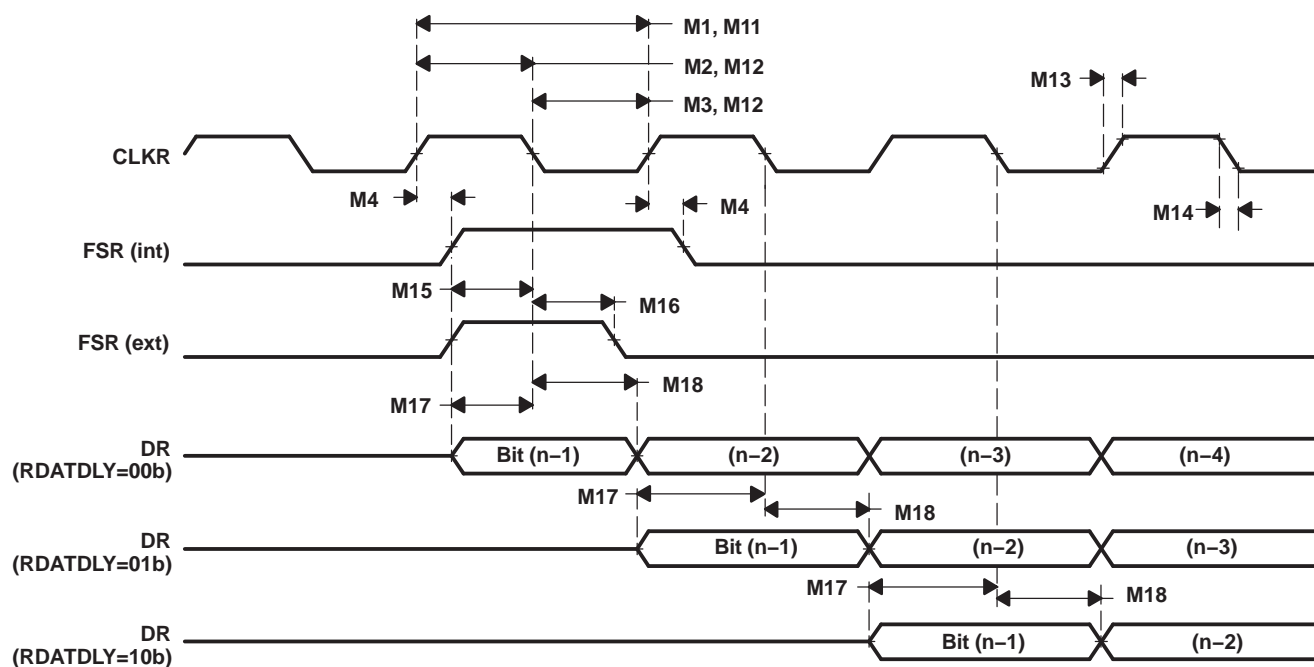 M1, M11
M2, M12
M13
M3, M12
CLKR
M4
M4
M14
FSR (int)
M15
M16
FSR (ext)
M18
M17
DR
(RDATDLY=00b)
Bit (n–1)
(n–2)
(n–3)
(n–4)
M17
M18
DR
(RDATDLY=01b)
Bit (n–1)
(n–2)
(n–3)
M17
M18
DR
(RDATDLY=10b)
Bit (n–1)
(n–2)